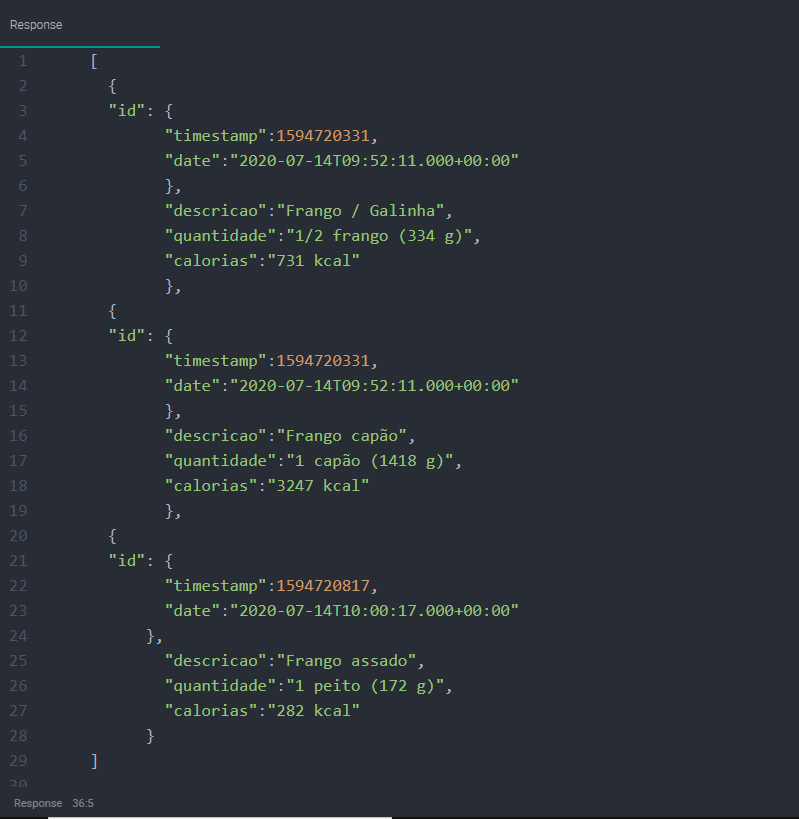 Response
1 [
2 {
3 "id": {
4 "timestamp":1594720331,
5 "date":"2020-07-14T09:52:11.000+00:00"
6 },
7 "descricao":"Frango / Galinha",
8 "quantidade":"1/2 frango (334 g)",
9 "calorias":"731 kcal"
10 },
11 {
12 "id": {
13 "timestamp":1594720331,
14 "date":"2020-07-14T09:52:11.000+00:00"
15 },
16 "descricao":"Frango capão",
17 "quantidade":"1 capão (1418 g)",
18 "calorias":"3247 kcal"
19 },
20 {
21 "id": {
22 "timestamp":1594720817,
23 "date":"2020-07-14T10:00:17.000+00:00"
24 },
25 "descricao":"Frango assado",
26 "quantidade":"1 peito (172 g)",
27 "calorias":"282 kcal"
28 }
29 ]
30
Response 36:5